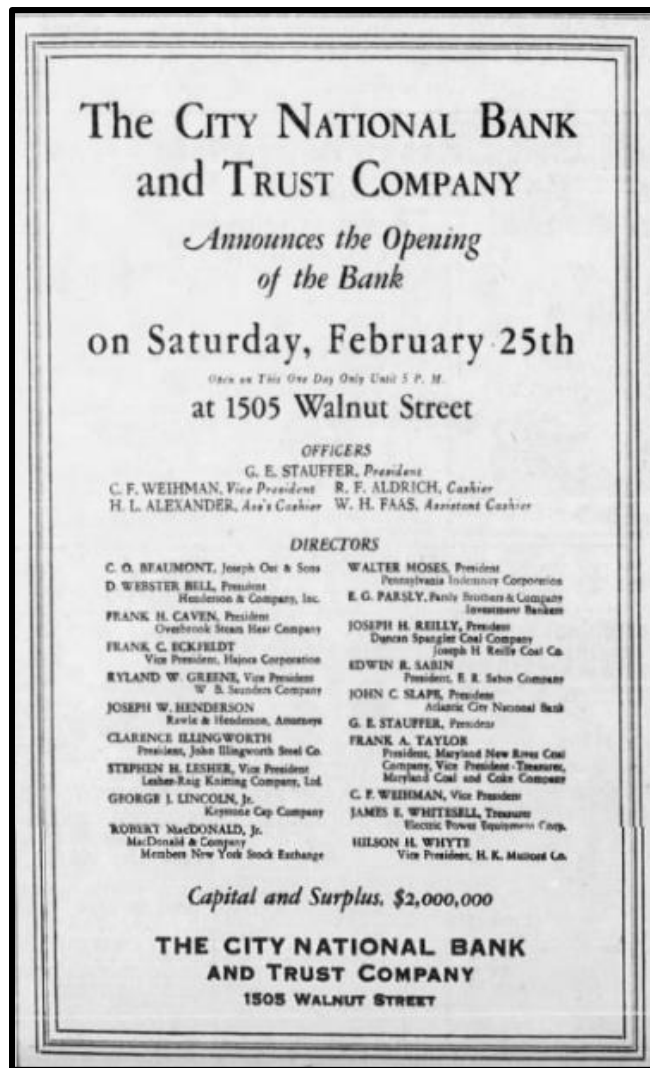 The CITY NATIONAL BANK
and TRUST COMPANY
Announces the Opening
of the Bank
on Saturday, February 25th
Open on This One Day Only Until 5 P. M.
at 1505 Walnut Street
OFFICERS
G. E. STAUFFER, President
C. F. WEIHMAN, Vice President R. F. ALDRICH, Cashier
H. L. ALEXANDER, Ass't Cashier W. H. FAAS, Assistant Cashier
DIRECTORS
C. O. BEAUMONT, Joseph Ost & Sons
D. WEBSTER BELL, President
Henderson & Company, Inc.
FRANK H. CAVEN, President
Overbrook Steam Heat Company
FRANK C. ECKFELDT
Vice President, Hajoca Corporation
RYLAND W. GREENE, Vice President
W. B. Saunders Company
JOSEPH W. HENDERSON
Rawle & Henderson, Attorneys
CLARENCE ILLINGWORTH
President, John Illingworth Steel Co.
STEPHEN H. LESHER, Vice President
Lesher-Raig Knitting Company, Ltd.
GEORGE J. LINCOLN, Jr.
Keystone Cap Company
ROBERT MacDONALD, Jr.
MacDonald & Company
Members New York Stock Exchange
WALTER MOSES, President
Pennsylvania Indemnity Corporation
E. G. PARSLY, Parsly Brothers & Company
Investment Bankers
JOSEPH H. REILLY, President
Duncan Spangler Coal Company
Joseph H. Reilly Coal Co.
EDWIN R. SABIN
President, E. R. Sabin Company
JOHN C. SLAPE, President
Atlantic City National Bank
G. E. STAUFFER, President
FRANK A. TAYLOR
President, Maryland New River Coal
Company, Vice President-Treasurer,
Maryland Coal and Coke Company
C. F. WEIHMAN, Vice President
JAMES E. WHITESELL, Treasurer
Electric Power Equipment Corp.
HILSON H. WHYTE
Vice President, H. K. Mulford Co.
Capital and Surplus, $2,000,000
THE CITY NATIONAL BANK
AND TRUST COMPANY
1505 WALNUT STREET